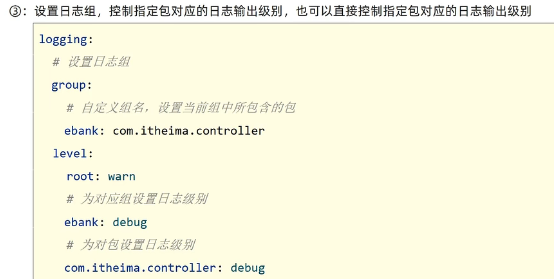 ③：设置日志组，控制指定包对应的日志输出级别，也可以直接控制指定包对应的日志输出级别
logging:
# 设置日志组
group:
# 自定义组名，设置当前组中所包含的包
ebank: com.itheima.controller
level:
root: warn
# 为对应组设置日志级别
ebank: debug
# 为对包设置日志级别
com.itheima.controller: debug